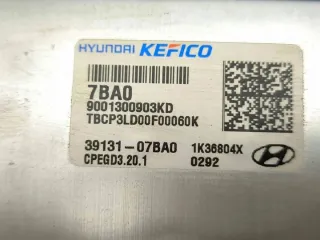 HYUNDAI KEFICO
7BA0
9001300903KD
TBCP3LD00F00060K
39131-07BA0 1K36804X
CPEGD3.20.1 0292